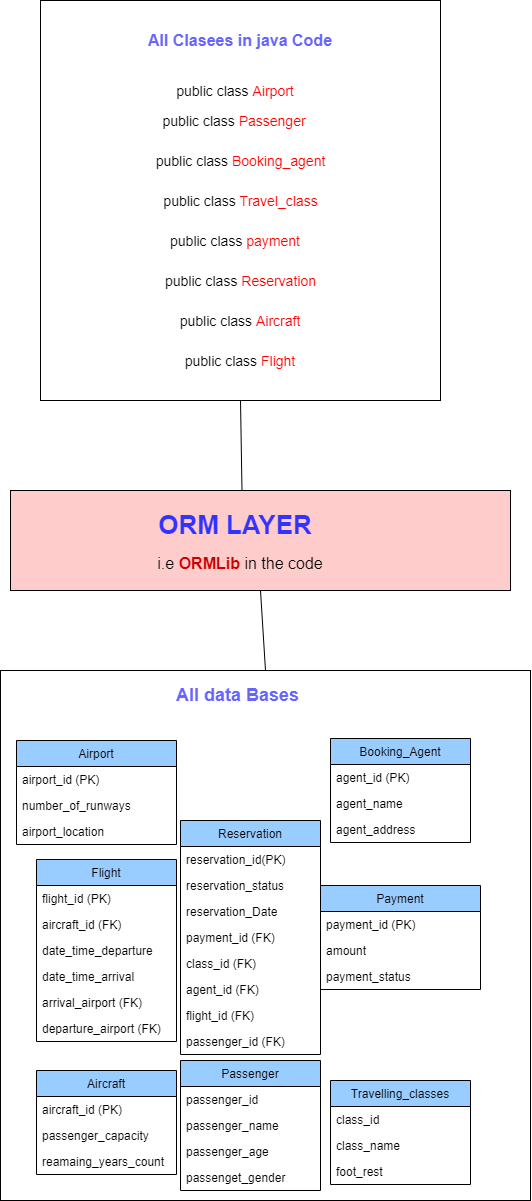 All Clasees in java Code
public class Airport
public class Passenger
public class Booking_agent
public class Travel_class
public class payment
public class Reservation
public class Aircraft
public class Flight
ORM LAYER
i.e ORMLib in the code
All data Bases
Airport
airport_id (PK)
number_of_runways
airport_location
Booking_Agent
agent_id (PK)
agent_name
agent_address
Reservation
reservation_id(PK)
reservation_status
reservation_Date
payment_id (FK)
class_id (FK)
agent_id (FK)
flight_id (FK)
passenger_id (FK)
Flight
flight_id (PK)
aircraft_id (FK)
date_time_departure
date_time_arrival
arrival_airport (FK)
departure_airport (FK)
Payment
payment_id (PK)
amount
payment_status
Aircraft
aircraft_id (PK)
passenger_capacity
reamaing_years_count
Passenger
passenger_id
passenger_name
passenger_age
passenget_gender
Travelling_classes
class_id
class_name
foot_rest